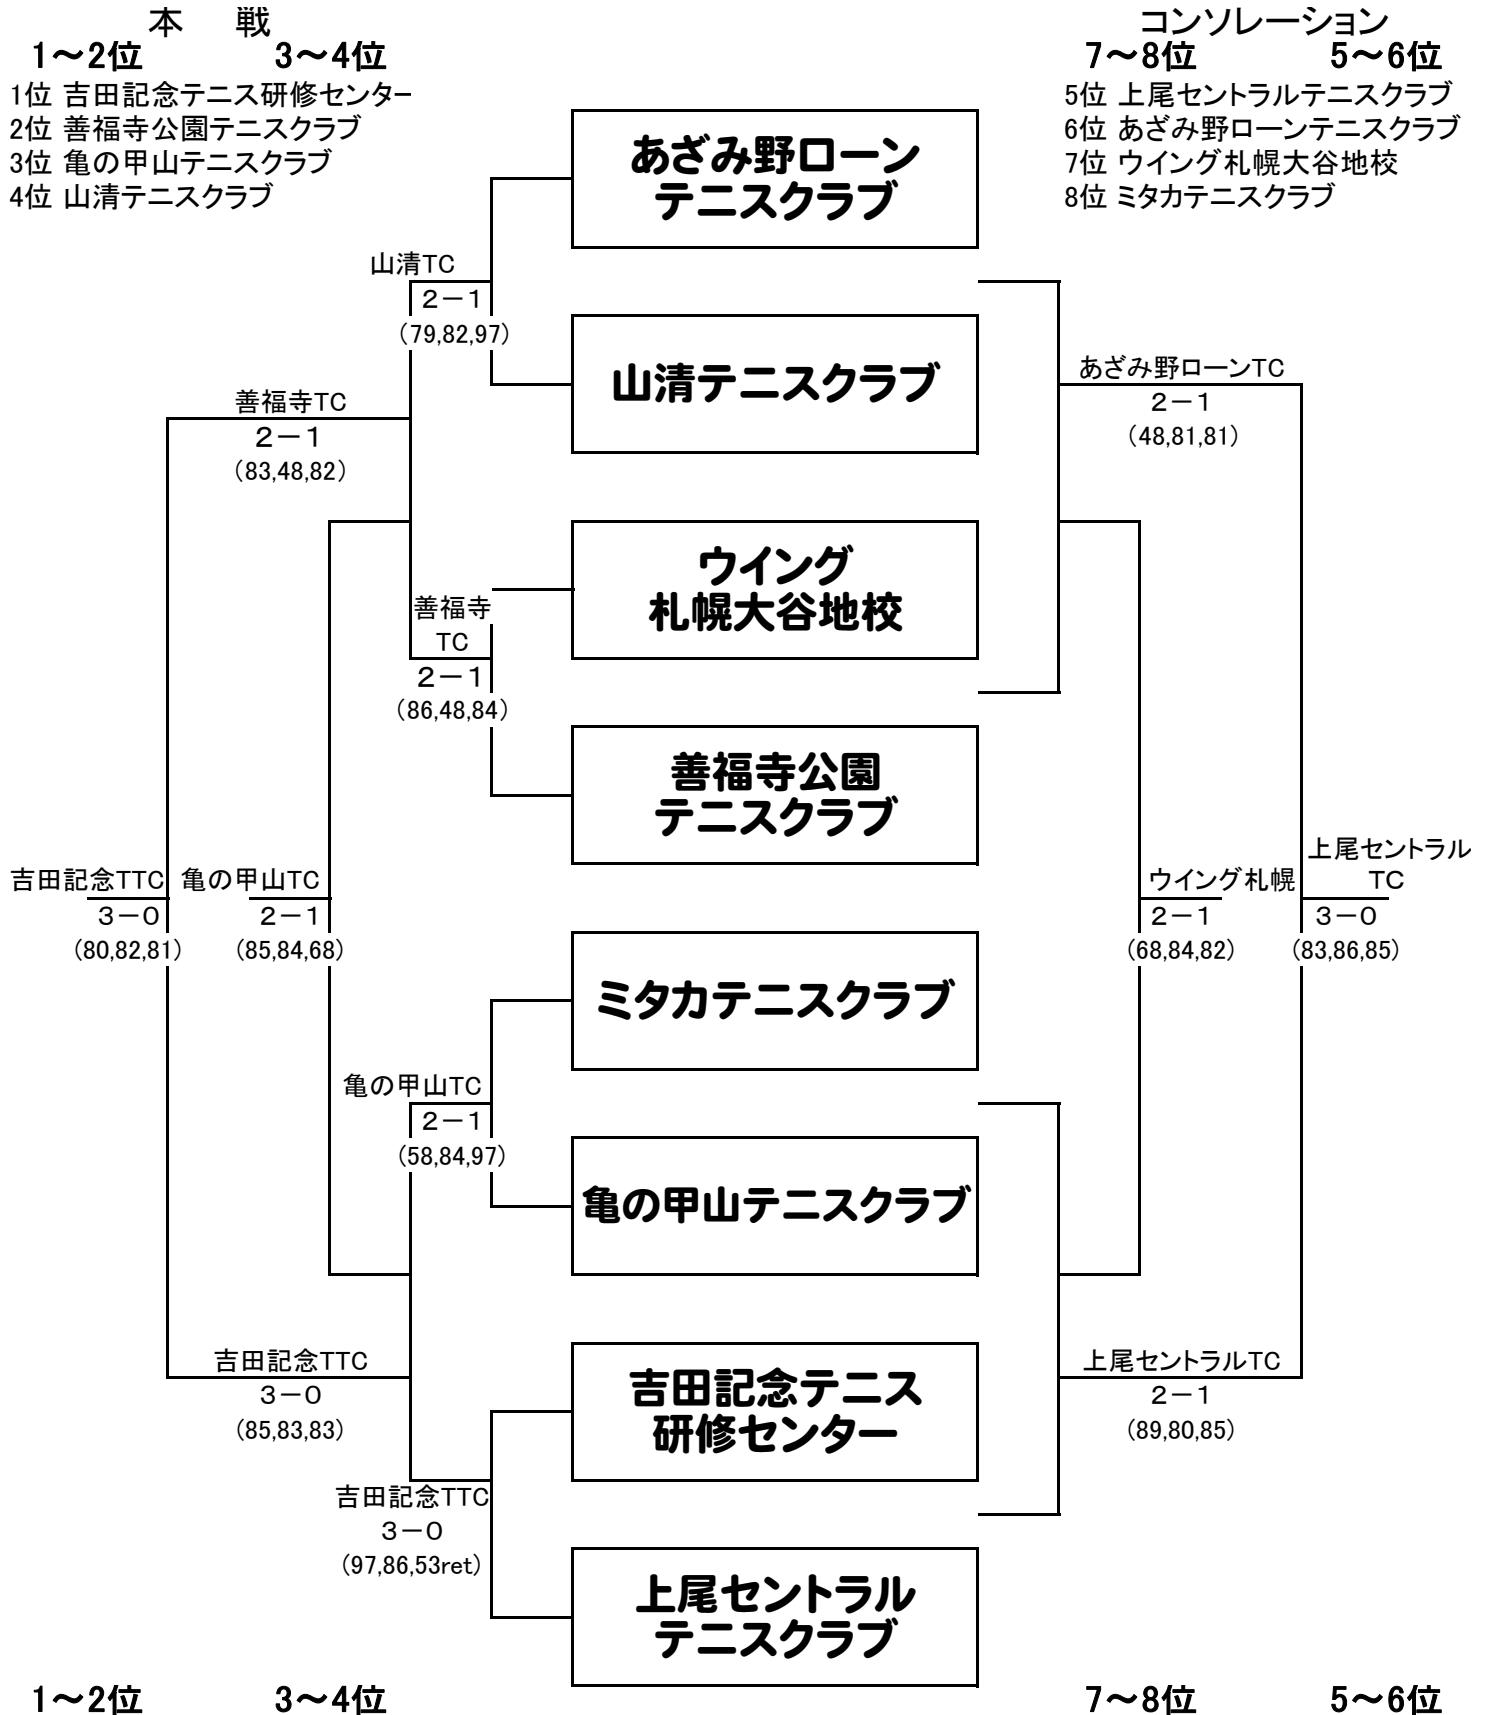 本　戦
1～2位
3～4位
1位 吉田記念テニス研修センター
2位 善福寺公園テニスクラブ
3位 亀の甲山テニスクラブ
4位 山清テニスクラブ
コンソレーション
7～8位
5～6位
5位 上尾セントラルテニスクラブ
6位 あざみ野ローンテニスクラブ
7位 ウイング札幌大谷地校
8位 ミタカテニスクラブ
あざみ野ローン
テニスクラブ
山清TC
2－1
(79,82,97)
山清テニスクラブ
あざみ野ローンTC
2－1
(48,81,81)
善福寺TC
2－1
(83,48,82)
ウイング
札幌大谷地校
善福寺
TC
2－1
(86,48,84)
善福寺公園
テニスクラブ
吉田記念TTC
3－0
(80,82,81)
亀の甲山TC
2－1
(85,84,68)
ウイング札幌
2－1
(68,84,82)
上尾セントラル
TC
3－0
(83,86,85)
ミタカテニスクラブ
亀の甲山TC
2－1
(58,84,97)
亀の甲山テニスクラブ
吉田記念TTC
3－0
(85,83,83)
吉田記念テニス
研修センター
上尾セントラルTC
2－1
(89,80,85)
吉田記念TTC
3－0
(97,86,53ret)
上尾セントラル
テニスクラブ
1～2位
3～4位
7～8位
5～6位